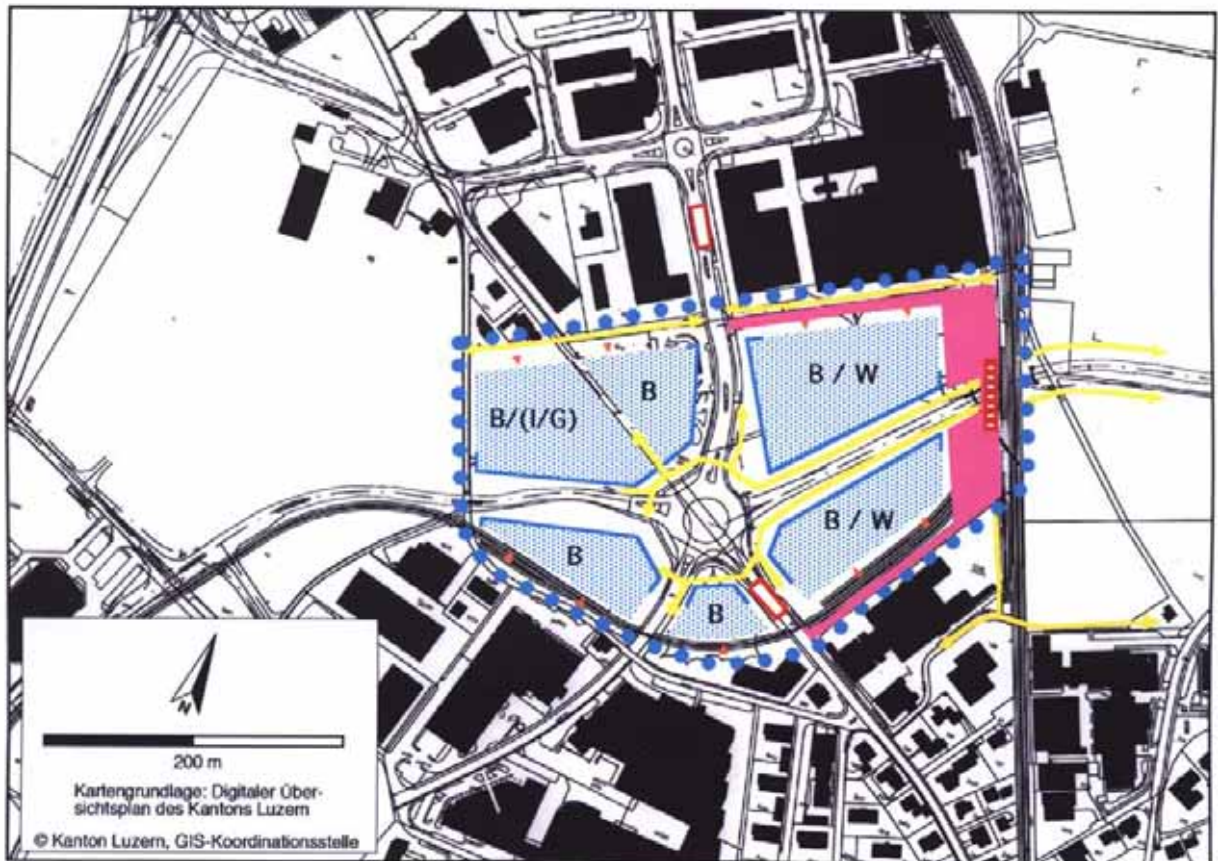 B / W
B
B/(I/G)
B / W
B
B
N
200 m
Kartengrundlage: Digitaler Über-
sichtsplan des Kantons Luzern
© Kanton Luzern, GIS-Koordinationsstelle